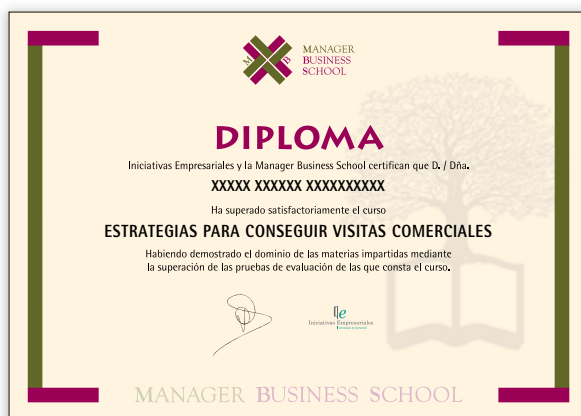 M B
MANAGER
BUSINESS
SCHOOL
DIPLOMA
Iniciativas Empresariales y la Manager Business School certifican que D. / Dña.
XXXXX XXXXXX XXXXXXXXXX
Ha superado satisfactoriamente el curso
ESTRATEGIAS PARA CONSEGUIR VISITAS COMERCIALES
Habiendo demostrado el dominio de las materias impartidas mediante
la superación de las pruebas de evaluación de las que consta el curso.
Iniciativas Empresariales
MANAGER BUSINESS SCHOOL